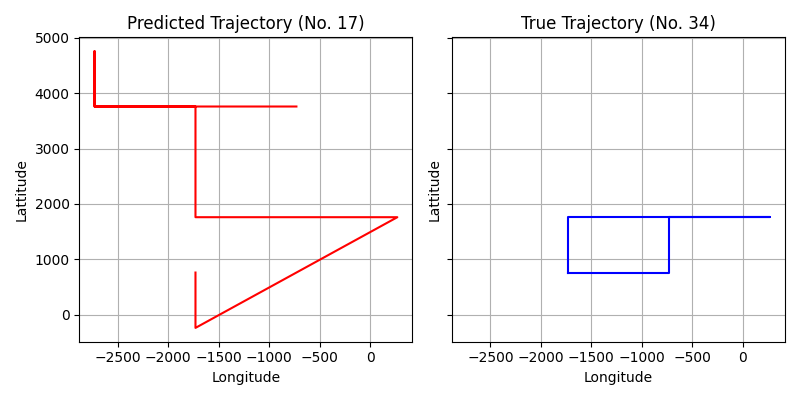 Predicted Trajectory (No. 17)
5000
4000
3000
2000
1000
0
Lattitude
−2500 −2000 −1500 −1000 −500 0
Longitude
True Trajectory (No. 34)
Lattitude
−2500 −2000 −1500 −1000 −500 0
Longitude